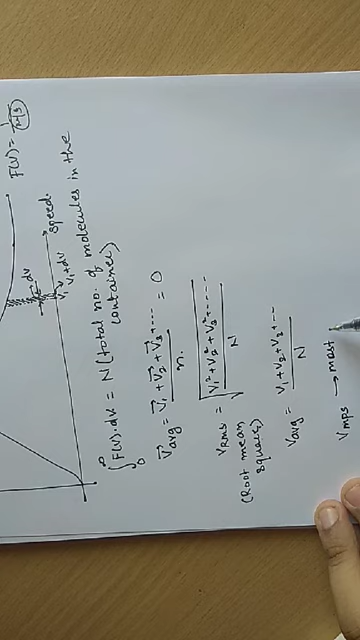 dv
v₁ v₁+dv
speed.
F(v) = 1/(m/s)
∫₀^∞ F(v).dv = N (total no. of molecules in the
container)
v⃗avg = (v⃗₁ + v⃗₂ + v⃗₃ + ....)/n. = 0
vRMS = √((v₁² + v₂² + v₃² + .....)/N)
(Root mean
square)
Vavg = (v₁ + v₂ + v₃ + ...)/N
Vmps → most